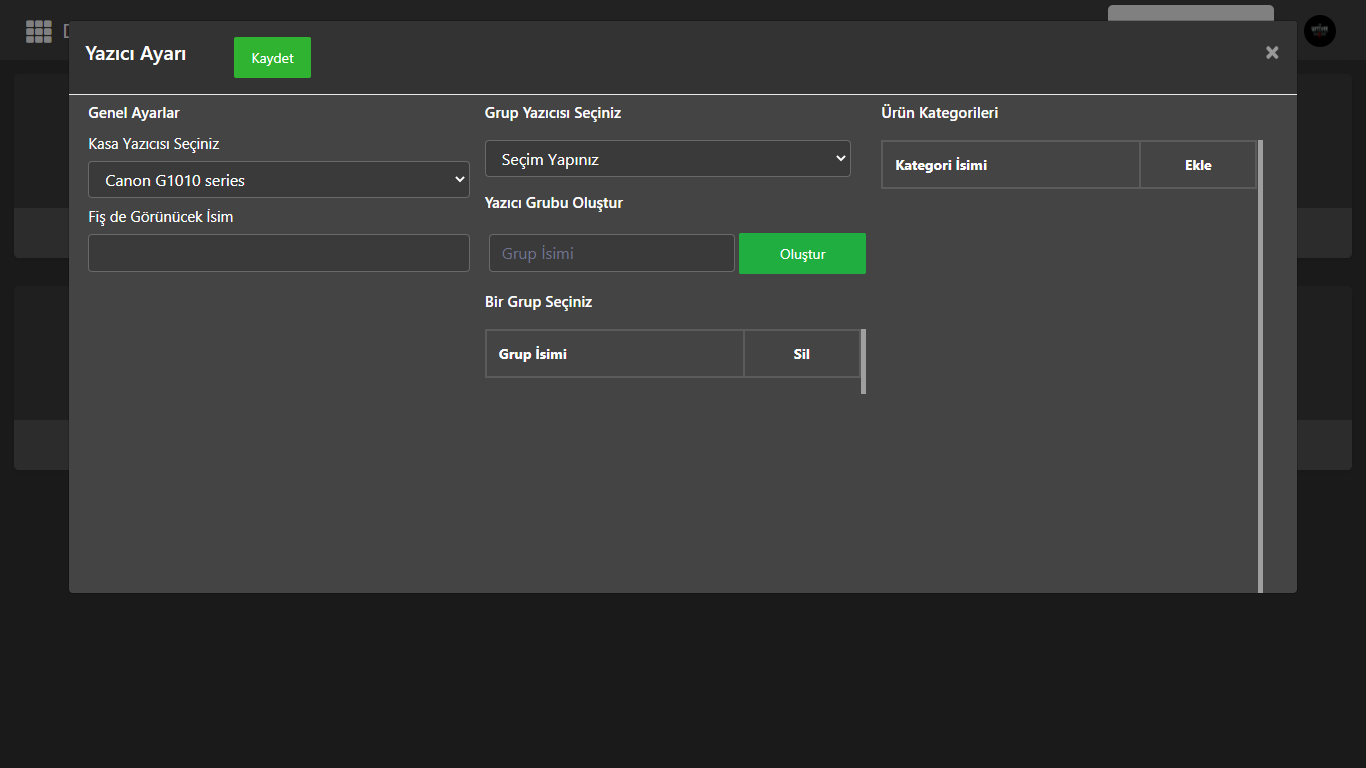 Yazıcı Ayarı
Kaydet
×
Genel Ayarlar
Kasa Yazıcısı Seçiniz
Canon G1010 series
Fiş de Görünücek İsim
Grup Yazıcısı Seçiniz
Seçim Yapınız
Yazıcı Grubu Oluştur
Grup İsimi
Oluştur
Bir Grup Seçiniz
Grup İsimi
Sil
Ürün Kategorileri
Kategori İsimi
Ekle